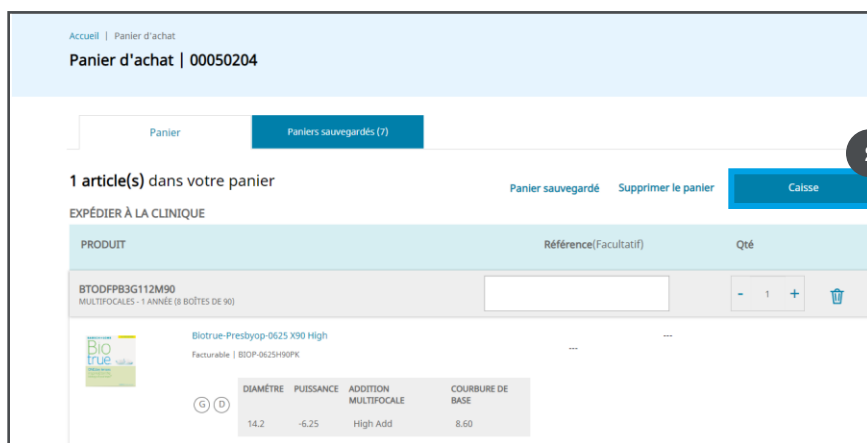 Accueil | Panier d'achat
Panier d'achat | 00050204
Panier Paniers sauvegardés (7)
1 article(s) dans votre panier
Panier sauvegardé Supprimer le panier Caisse
EXPÉDIER À LA CLINIQUE
PRODUIT Référence(Facultatif) Qté
BTODFPB3G112M90
MULTIFOCALES - 1 ANNÉE (8 BOÎTES DE 90)
- 1 +
Bio
true
Biotrue-Presbyop-0625 X90 High
--- ---
Facturable | BIOP-0625H90PK
G D
DIAMÈTRE PUISSANCE ADDITION MULTIFOCALE COURBURE DE BASE
14.2 -6.25 High Add 8.60